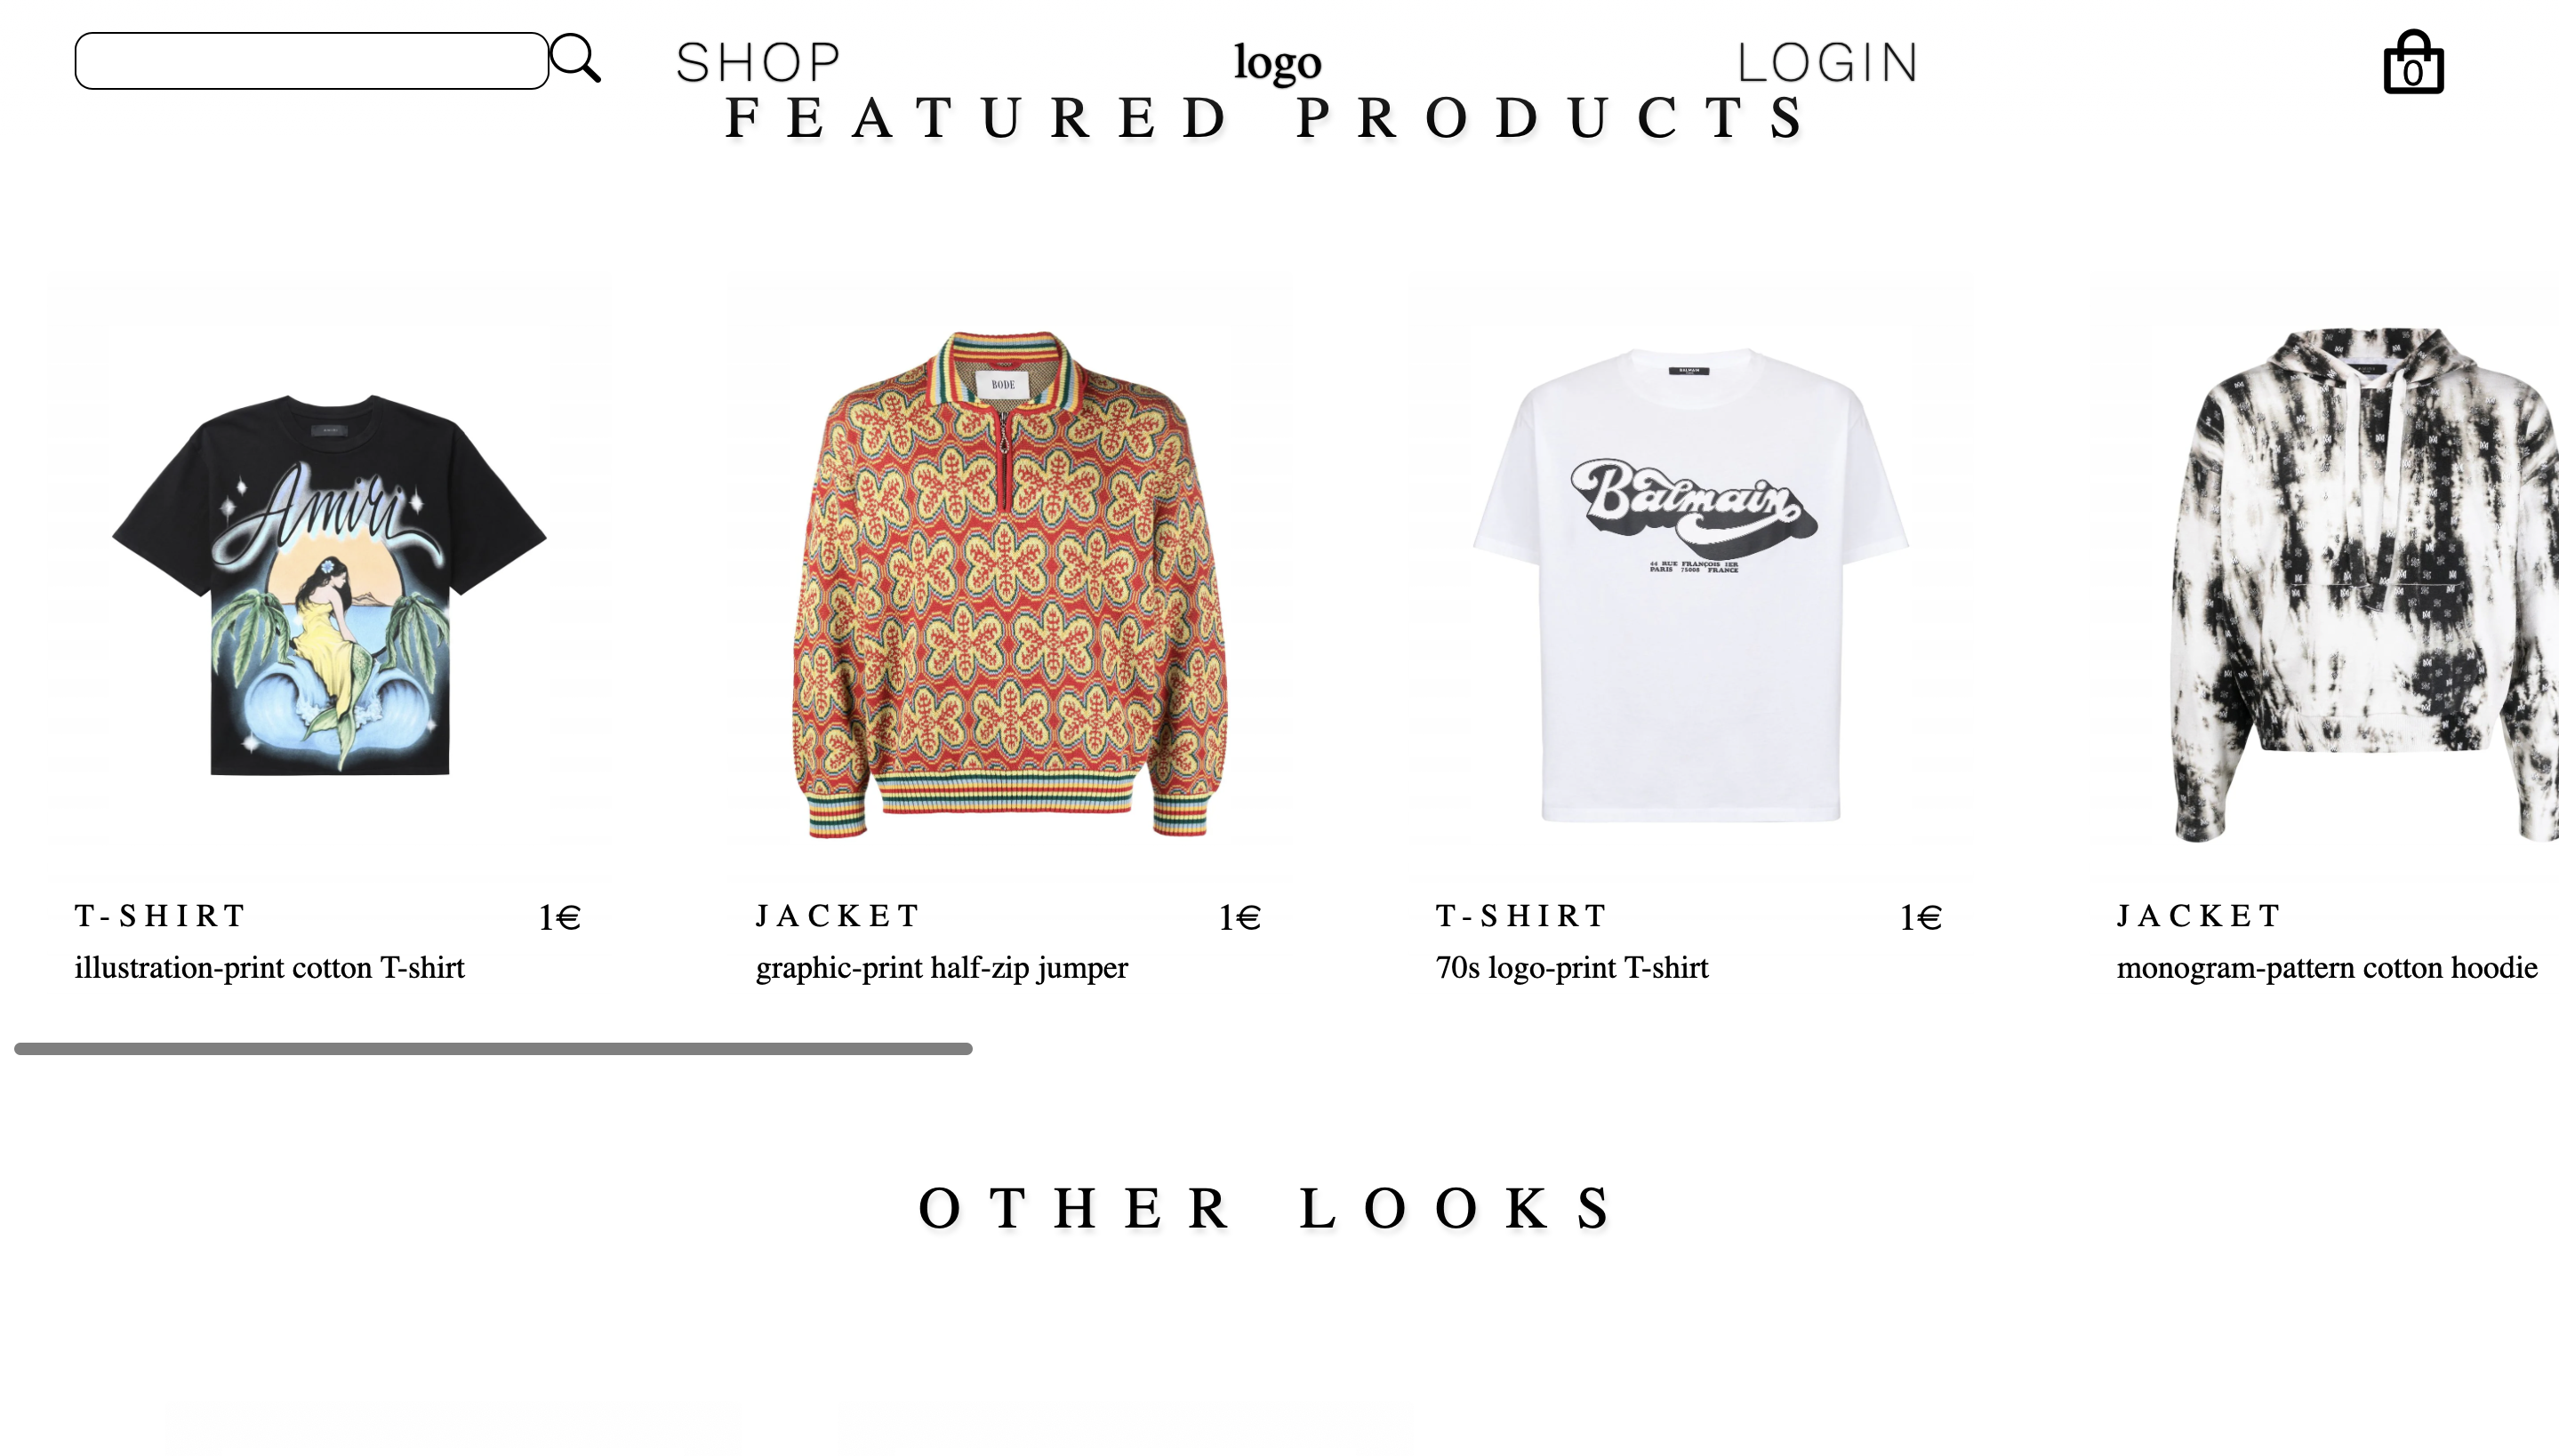 SHOP
logo
LOGIN
0
FEATURED PRODUCTS
Amiri
BODE
BALMAIN
Balmain
44 RUE FRANÇOIS 1ER
PARIS 75008 FRANCE
T-SHIRT 1€
illustration-print cotton T-shirt
JACKET 1€
graphic-print half-zip jumper
T-SHIRT 1€
70s logo-print T-shirt
JACKET
monogram-pattern cotton hoodie
OTHER LOOKS